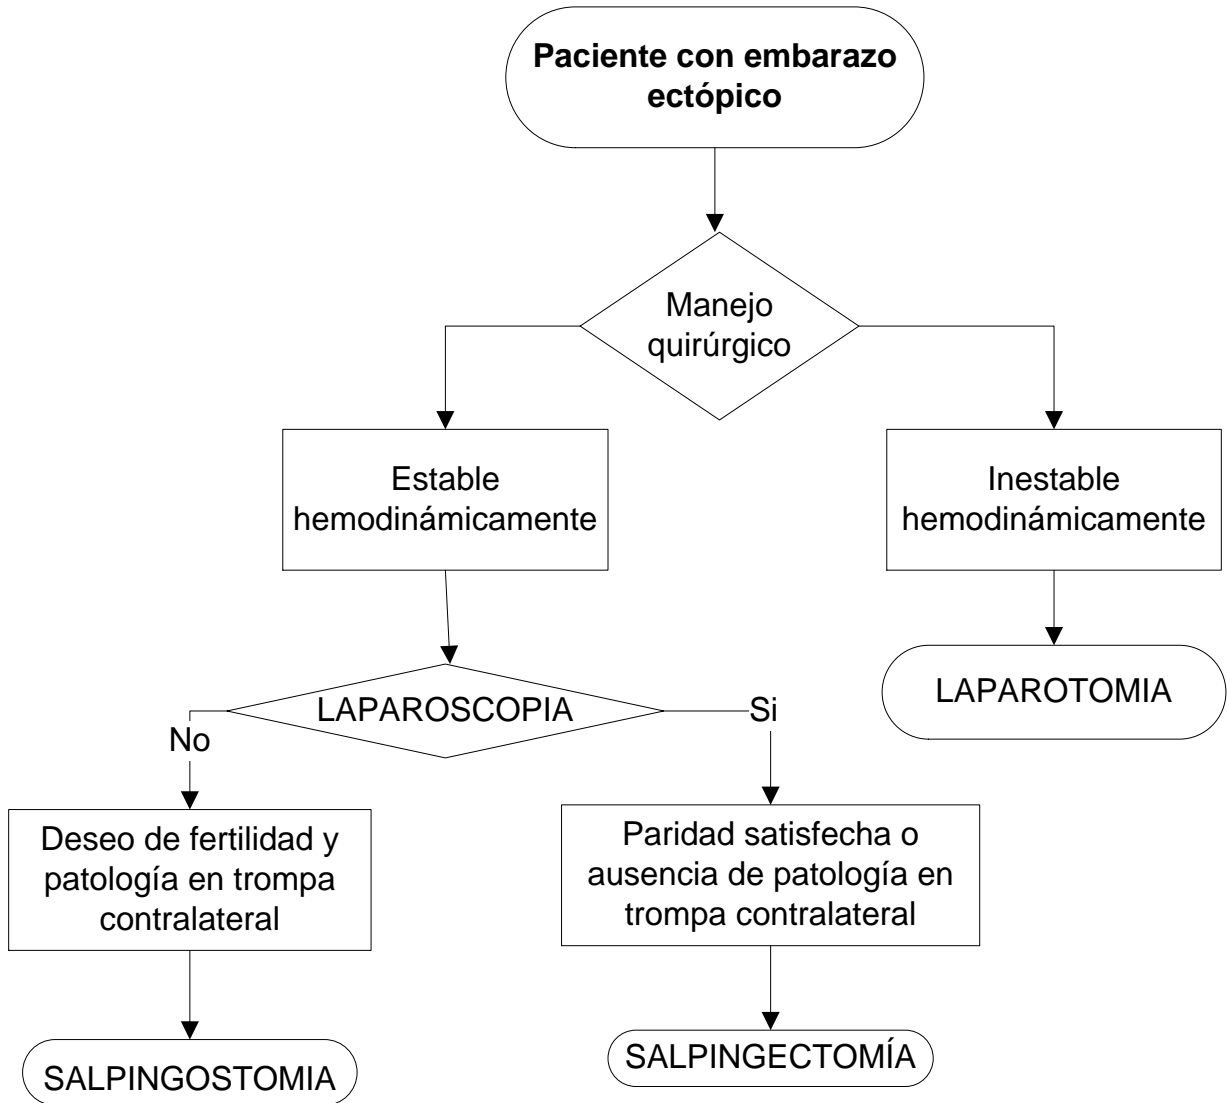 Paciente con embarazo
ectópico
Manejo
quirúrgico
Estable
hemodinámicamente
Inestable
hemodinámicamente
LAPAROSCOPIA
LAPAROTOMIA
No
Si
Deseo de fertilidad y
patología en trompa
contralateral
Paridad satisfecha o
ausencia de patología en
trompa contralateral
SALPINGOSTOMIA
SALPINGECTOMÍA